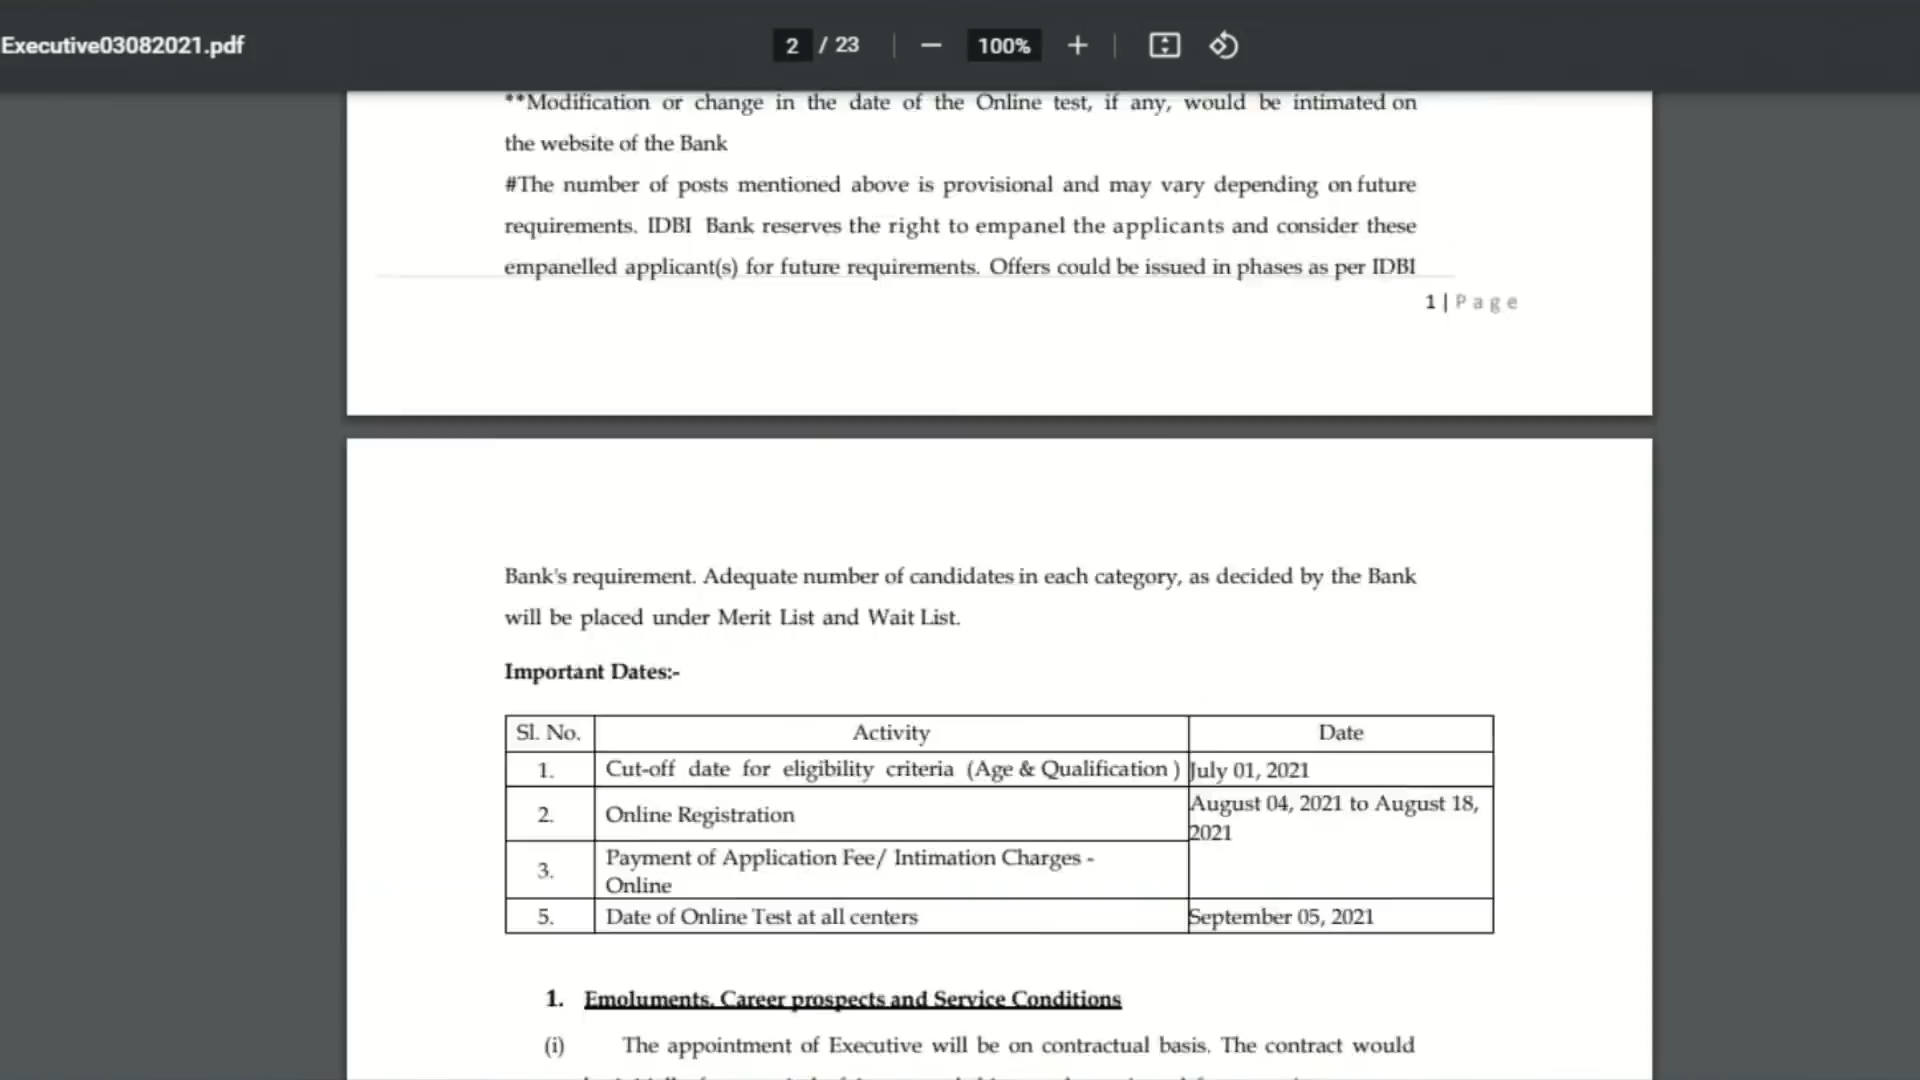 Executive03082021.pdf
2 / 23
100%
**Modification or change in the date of the Online test, if any, would be intimated on
the website of the Bank
#The number of posts mentioned above is provisional and may vary depending on future
requirements. IDBI Bank reserves the right to empanel the applicants and consider these
empanelled applicant(s) for future requirements. Offers could be issued in phases as per IDBI
1 | Page
Bank's requirement. Adequate number of candidates in each category, as decided by the Bank
will be placed under Merit List and Wait List.
Important Dates:-
Sl. No. Activity Date
1. Cut-off date for eligibility criteria (Age & Qualification ) July 01, 2021
2. Online Registration August 04, 2021 to August 18,
2021
3. Payment of Application Fee/ Intimation Charges -
Online
5. Date of Online Test at all centers September 05, 2021
1. Emoluments, Career prospects and Service Conditions
(i) The appointment of Executive will be on contractual basis. The contract would